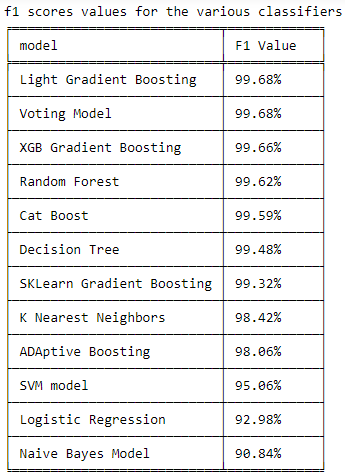 f1 scores values for the various classifiers
model F1 Value
Light Gradient Boosting 99.68%
Voting Model 99.68%
XGB Gradient Boosting 99.66%
Random Forest 99.62%
Cat Boost 99.59%
Decision Tree 99.48%
SKLearn Gradient Boosting 99.32%
K Nearest Neighbors 98.42%
ADAptive Boosting 98.06%
SVM model 95.06%
Logistic Regression 92.98%
Naive Bayes Model 90.84%